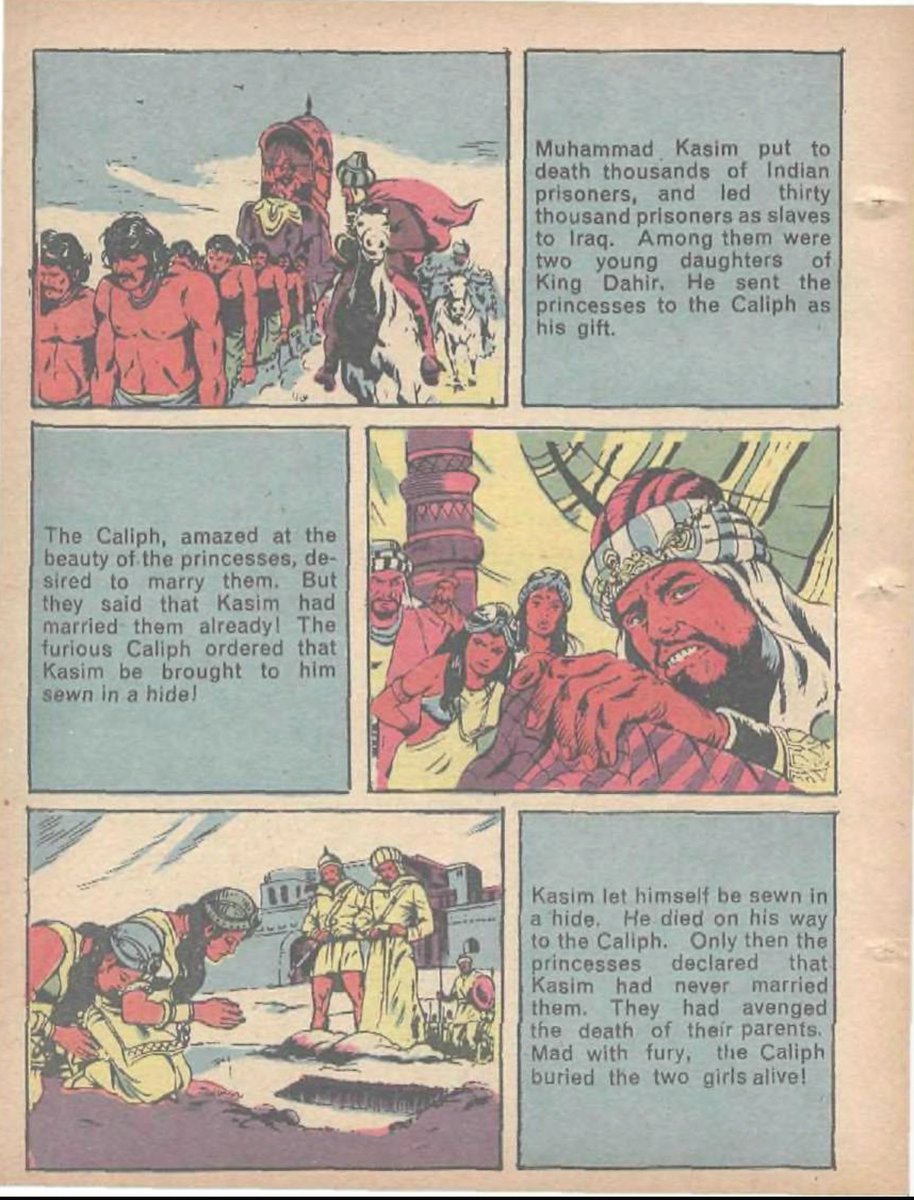 Muhammad Kasim put to
death thousands of Indian
prisoners, and led thirty
thousand prisoners as slaves
to Iraq. Among them were
two young daughters of
King Dahir. He sent the
princesses to the Caliph as
his gift.
The Caliph, amazed at the
beauty of the princesses, de-
sired to marry them. But
they said that Kasim had
married them already! The
furious Caliph ordered that
Kasim be brought to him
sewn in a hide!
Kasim let himself be sewn in
a hide. He died on his way
to the Caliph. Only then the
princesses declared that
Kasim had never married
them. They had avenged
the death of their parents.
Mad with fury, the Caliph
buried the two girls alive!